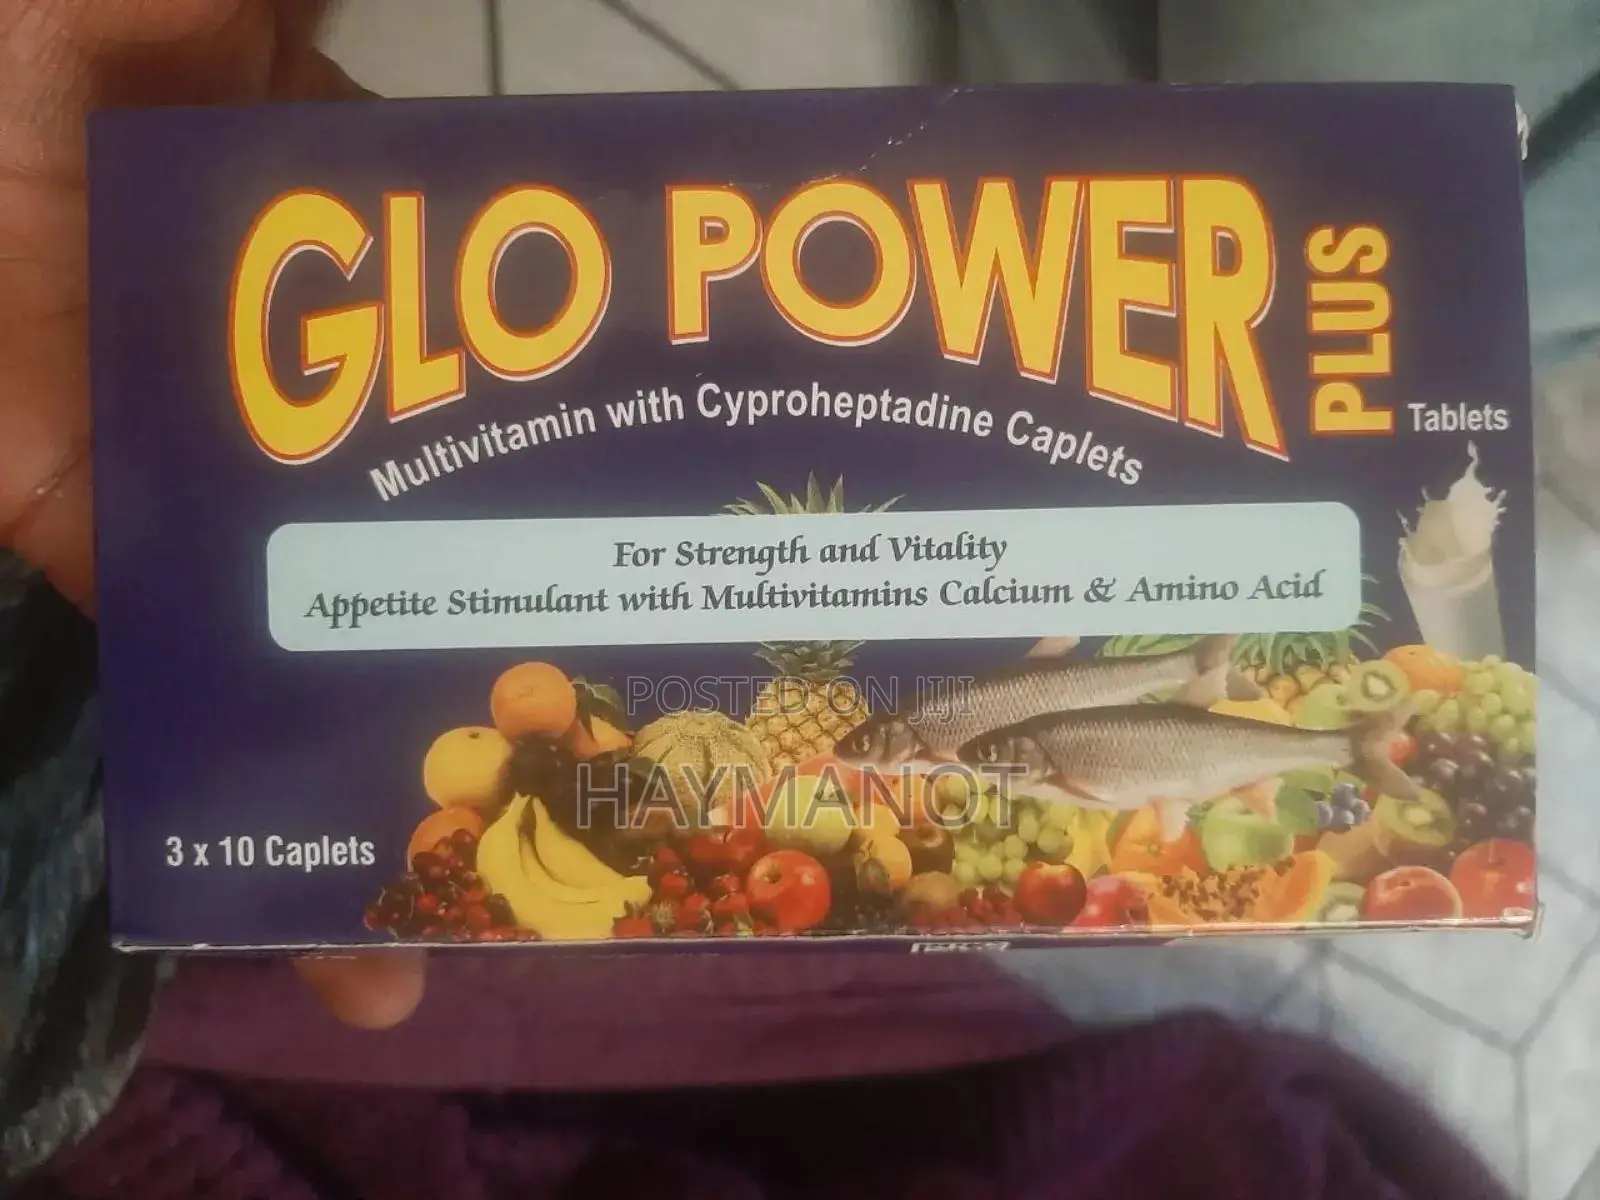 GLO POWER
PLUS
Tablets
Multivitamin with Cyproheptadine Caplets
For Strength and Vitality
Appetite Stimulant with Multivitamins Calcium & Amino Acid
POSTED ON JIJI
HAYMANOT
3 x 10 Caplets